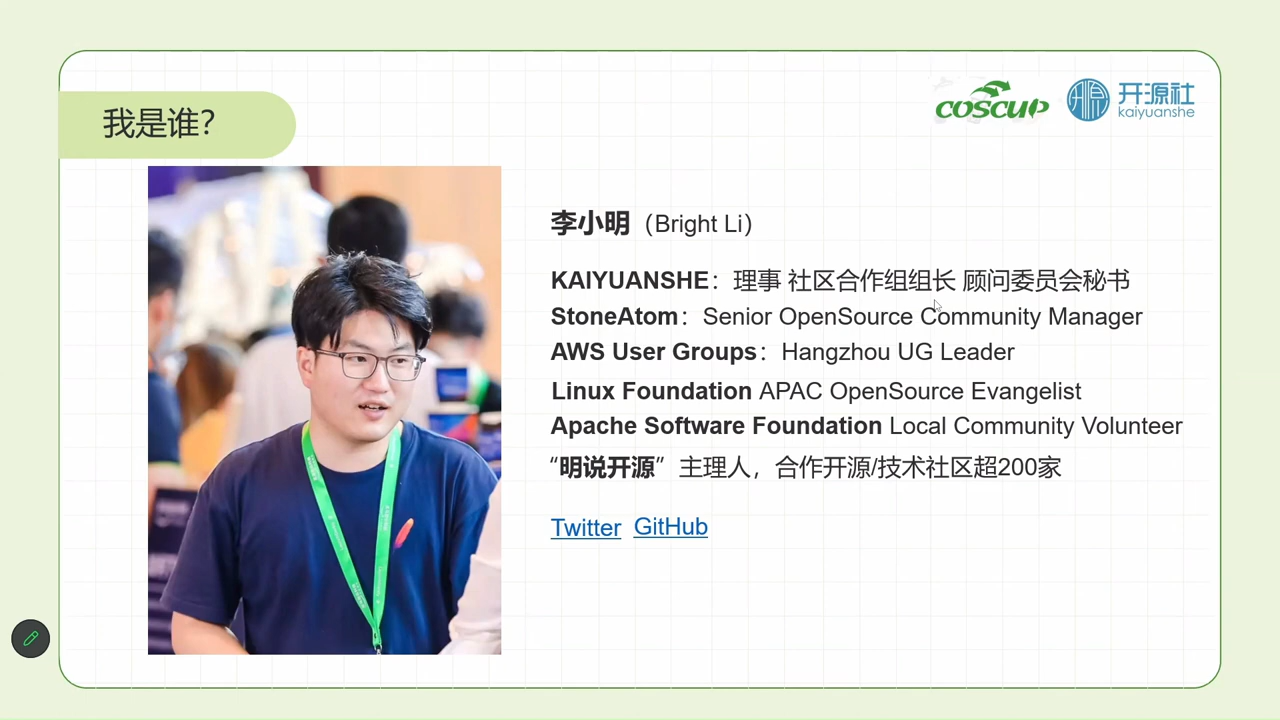 我是谁?
coscup
开源社
kaiyuanshe
李小明（Bright Li）
KAIYUANSHE：理事 社区合作组组长 顾问委员会秘书
StoneAtom：Senior OpenSource Community Manager
AWS User Groups：Hangzhou UG Leader
Linux Foundation APAC OpenSource Evangelist
Apache Software Foundation Local Community Volunteer
“明说开源”主理人，合作开源/技术社区超200家
Twitter GitHub